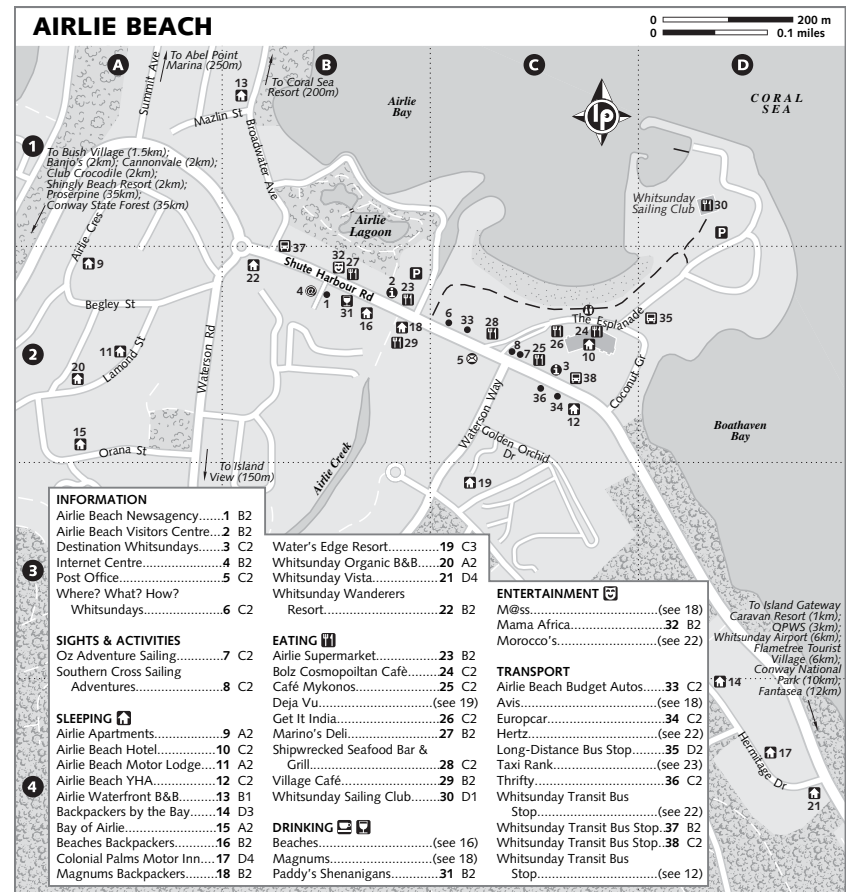 AIRLIE BEACH
0 200 m
0 0.1 miles
A
B
C
D
To Abel Point
Marina (250m)
Summit Ave
13
To Coral Sea
Resort (200m)
Mazlin St
Broadwater Ave
Airlie
Bay
lp
CORAL
SEA
1
To Bush Village (1.5km);
Banjo's (2km); Cannonvale (2km);
Club Crocodile (2km);
Shingly Beach Resort (2km);
Proserpine (35km);
Conway State Forest (35km)
Airlie Cres
Whitsunday
Sailing Club
30
P
Airlie
Lagoon
37
9
22
Shute Harbour Rd
32
27
2
23
P
4 @
1
31
16
18
29
6
33
28
5
The Esplanade
24
26
10
35
8
7
25
i 3
38
36
34
12
Coconut Gr
Begley St
2
11
Lamond St
20
Waterson Rd
15
Orana St
To Island
View (150m)
Airlie Creek
Waterson Way
Golden Orchid
Dr
19
Boathaven
Bay
INFORMATION
Airlie Beach Newsagency.......1 B2
Airlie Beach Visitors Centre...2 B2
Destination Whitsundays.......3 C2
Internet Centre.......4 B2
Post Office.......5 C2
Where? What? How?
Whitsundays.......6 C2
SIGHTS & ACTIVITIES
Oz Adventure Sailing.......7 C2
Southern Cross Sailing
Adventures.......8 C2
SLEEPING
Airlie Apartments.......9 A2
Airlie Beach Hotel.......10 C2
Airlie Beach Motor Lodge...11 A2
Airlie Beach YHA.......12 C2
Airlie Waterfront B&B.......13 B1
Backpackers by the Bay.......14 D3
Bay of Airlie.......15 A2
Beaches Backpackers.......16 B2
Colonial Palms Motor Inn....17 D4
Magnums Backpackers.......18 B2
Water's Edge Resort.......19 C3
Whitsunday Organic B&B....20 A2
Whitsunday Vista.......21 D4
Whitsunday Wanderers
Resort.......22 B2
EATING
Airlie Supermarket.......23 B2
Bolz Cosmopoiltan Cafè.......24 C2
Café Mykonos.......25 C2
Deja Vu.......(see 19)
Get It India.......26 C2
Marino's Deli.......27 B2
Shipwrecked Seafood Bar &
Grill.......28 C2
Village Café.......29 B2
Whitsunday Sailing Club.......30 D1
DRINKING
Beaches.......(see 16)
Magnums.......(see 18)
Paddy's Shenanigans.......31 B2
ENTERTAINMENT
M@ss.......(see 18)
Mama Africa.......32 B2
Morocco's.......(see 22)
TRANSPORT
Airlie Beach Budget Autos.....33 C2
Avis.......(see 18)
Europcar.......34 C2
Hertz.......(see 22)
Long-Distance Bus Stop.......35 D2
Taxi Rank.......(see 23)
Thrifty.......36 C2
Whitsunday Transit Bus
Stop.......(see 22)
Whitsunday Transit Bus Stop..37 B2
Whitsunday Transit Bus Stop..38 C2
Whitsunday Transit Bus
Stop.......(see 12)
3
4
To Island Gateway
Caravan Resort (1km);
QPWS (3km);
Whitsunday Airport (6km);
Flametree Tourist
Village (6km);
Conway National
Park (10km);
Fantasea (12km)
14
Hermitage Dr
17
21